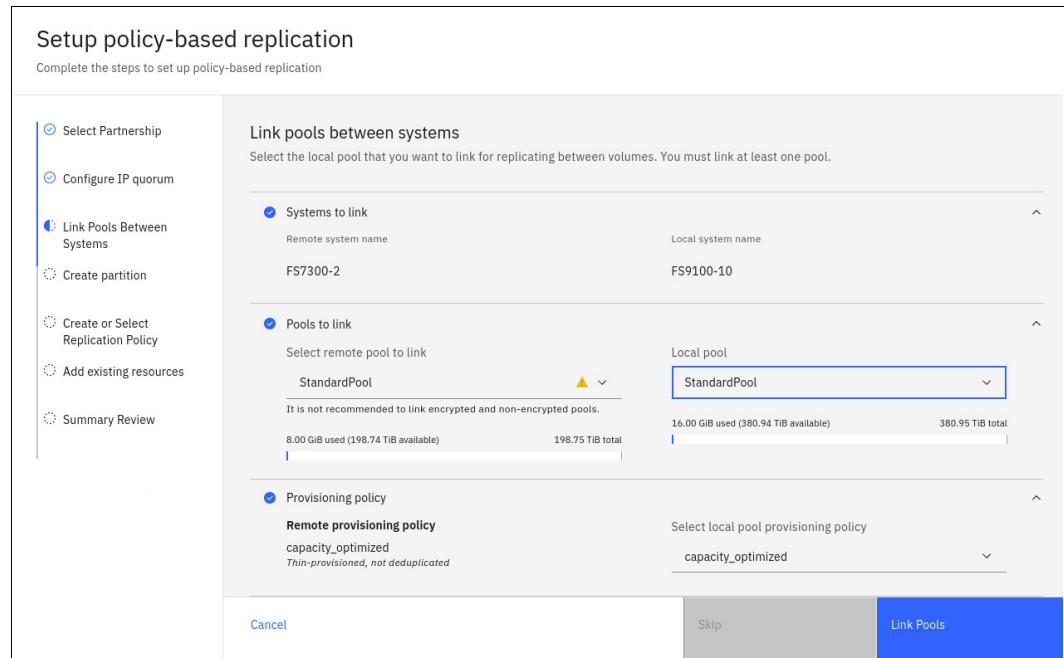 Setup policy-based replication
Complete the steps to set up policy-based replication
Select Partnership
Configure IP quorum
Link Pools Between
Systems
Create partition
Create or Select
Replication Policy
Add existing resources
Summary Review
Link pools between systems
Select the local pool that you want to link for replicating between volumes. You must link at least one pool.
Systems to link
Remote system name
Local system name
FS7300-2
FS9100-10
Pools to link
Select remote pool to link
Local pool
StandardPool
StandardPool
It is not recommended to link encrypted and non-encrypted pools.
8.00 GiB used (198.74 TiB available) 198.75 TiB total
16.00 GiB used (380.94 TiB available) 380.95 TiB total
Provisioning policy
Remote provisioning policy
capacity_optimized
Thin-provisioned, not deduplicated
Select local pool provisioning policy
capacity_optimized
Cancel
Skip
Link Pools